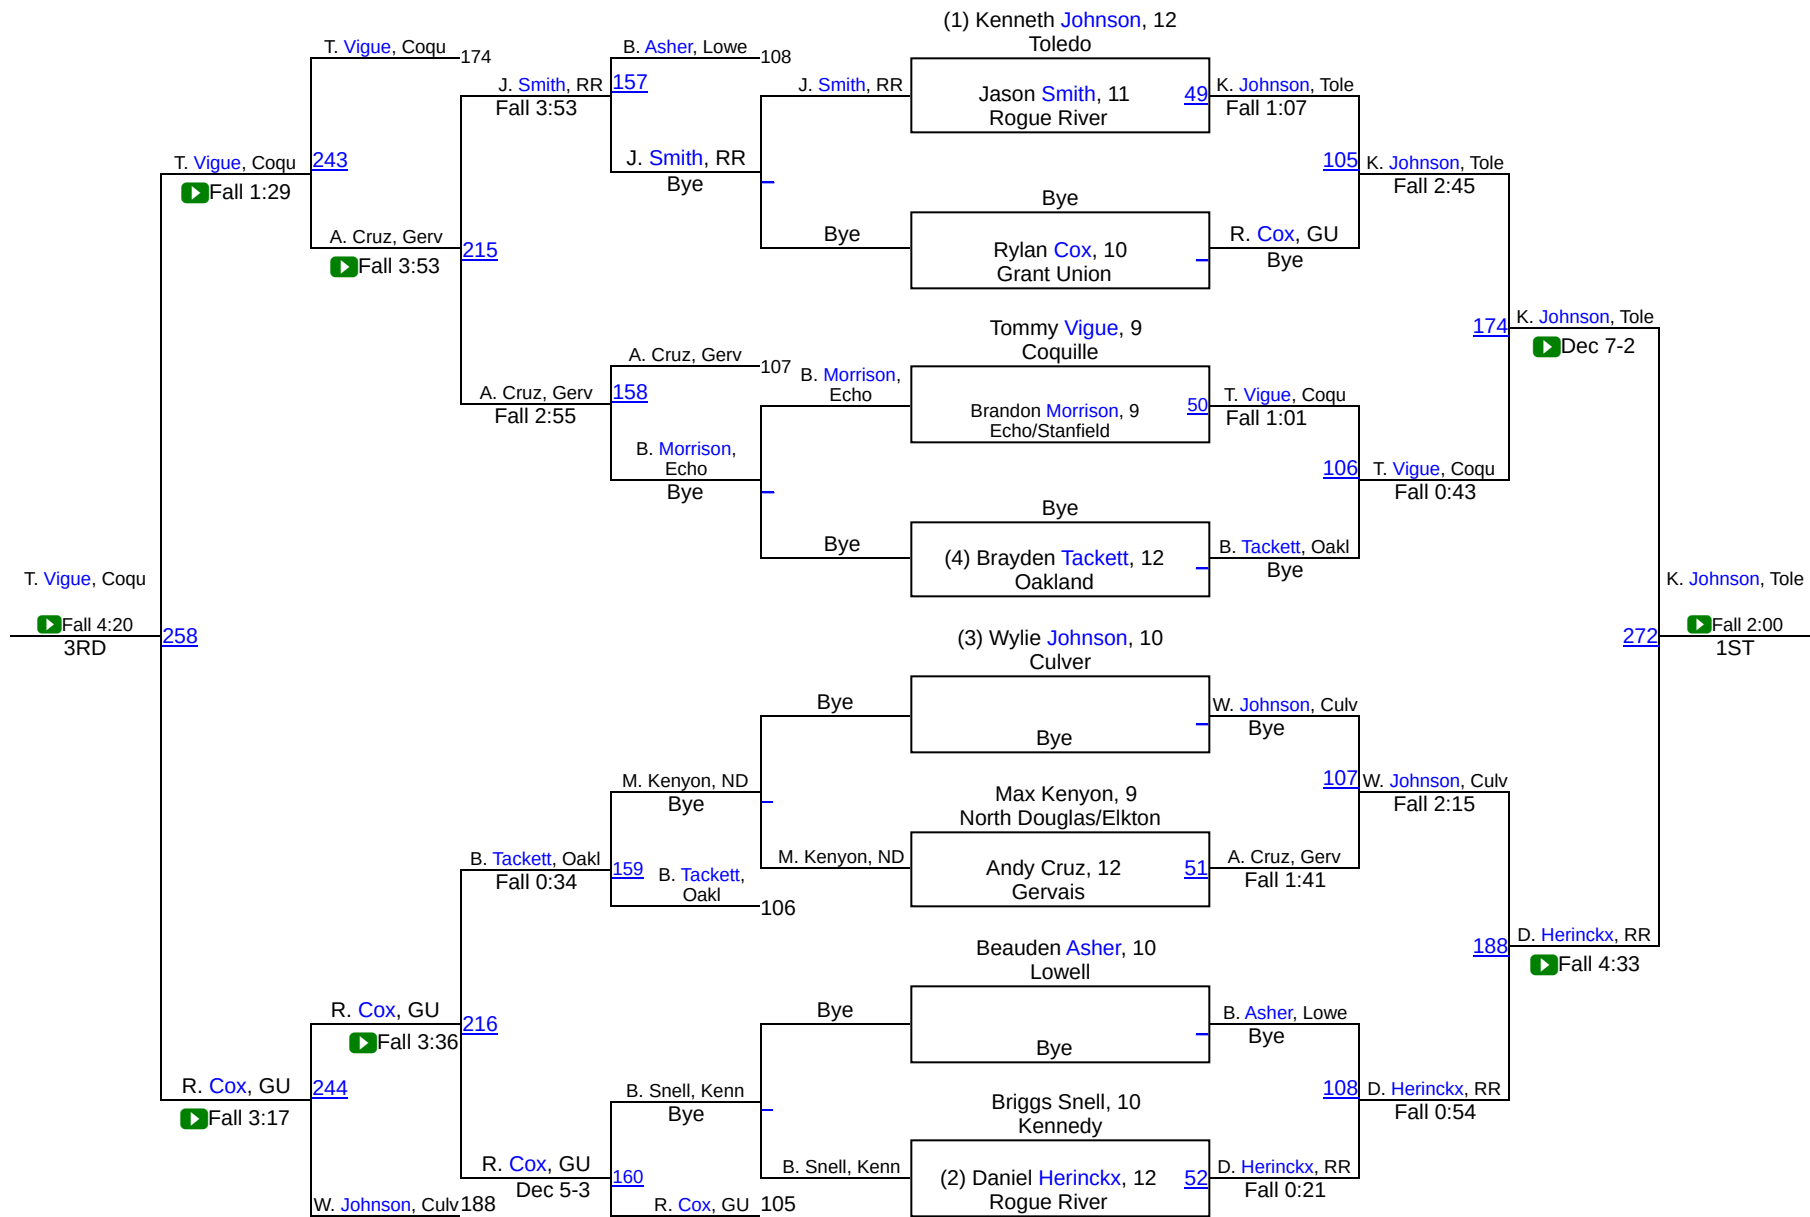 (1) Kenneth Johnson, 12
Toledo
T. Vigue, Coqu
174
B. Asher, Lowe
108
J. Smith, RR
157
Fall 3:53
J. Smith, RR
Jason Smith, 11
Rogue River
49
K. Johnson, Tole
Fall 1:07
T. Vigue, Coqu
243
Fall 1:29
J. Smith, RR
Bye
105
K. Johnson, Tole
Fall 2:45
Bye
A. Cruz, Gerv
215
Fall 3:53
Bye
Rylan Cox, 10
Grant Union
R. Cox, GU
Bye
Tommy Vigue, 9
Coquille
174
K. Johnson, Tole
Dec 7-2
A. Cruz, Gerv
107
A. Cruz, Gerv
158
Fall 2:55
B. Morrison,
Echo
Brandon Morrison, 9
Echo/Stanfield
50
T. Vigue, Coqu
Fall 1:01
B. Morrison,
Echo
Bye
106
T. Vigue, Coqu
Fall 0:43
Bye
Bye
(4) Brayden Tackett, 12
Oakland
B. Tackett, Oakl
Bye
T. Vigue, Coqu
Fall 4:20
3RD
258
K. Johnson, Tole
272
Fall 2:00
1ST
(3) Wylie Johnson, 10
Culver
Bye
Bye
W. Johnson, Culv
Bye
M. Kenyon, ND
Bye
Max Kenyon, 9
North Douglas/Elkton
107
W. Johnson, Culv
Fall 2:15
B. Tackett, Oakl
159
Fall 0:34
B. Tackett,
Oakl
106
M. Kenyon, ND
Andy Cruz, 12
Gervais
51
A. Cruz, Gerv
Fall 1:41
Beauden Asher, 10
Lowell
188
D. Herinckx, RR
Fall 4:33
R. Cox, GU
216
Fall 3:36
Bye
Bye
B. Asher, Lowe
Bye
R. Cox, GU
244
Fall 3:17
B. Snell, Kenn
Bye
Briggs Snell, 10
Kennedy
108
D. Herinckx, RR
Fall 0:54
R. Cox, GU
160
Dec 5-3
B. Snell, Kenn
(2) Daniel Herinckx, 12
Rogue River
52
D. Herinckx, RR
Fall 0:21
W. Johnson, Culv
188
R. Cox, GU
105